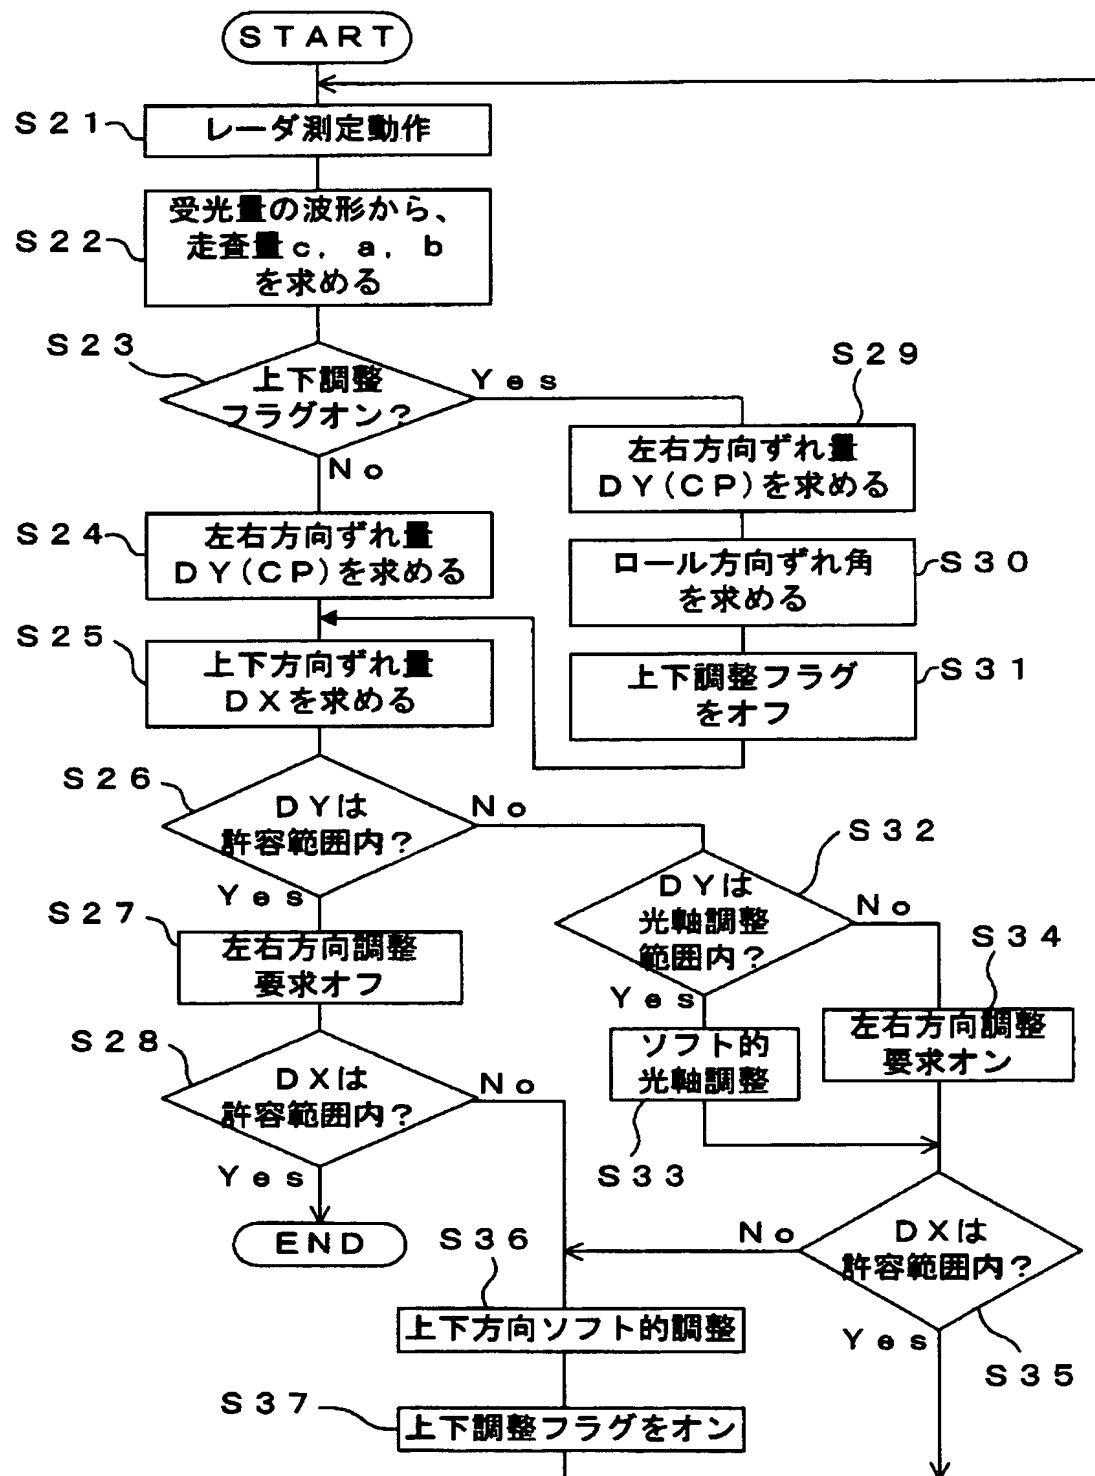 START
S21
レーダ測定動作
S22
受光量の波形から、
走査量c, a, b
を求める
S23
上下調整
フラグオン?
Yes
No
S29
左右方向ずれ量
DY(CP)を求める
S24
左右方向ずれ量
DY(CP)を求める
S30
ロール方向ずれ角
を求める
S25
上下方向ずれ量
DXを求める
S31
上下調整フラグ
をオフ
S26
DYは
許容範囲内?
No
Yes
S32
DYは
光軸調整
範囲内?
No
Yes
S27
左右方向調整
要求オフ
S34
左右方向調整
要求オン
S33
ソフト的
光軸調整
S28
DXは
許容範囲内?
No
Yes
END
S35
DXは
許容範囲内?
No
Yes
S36
上下方向ソフト的調整
S37
上下調整フラグをオン